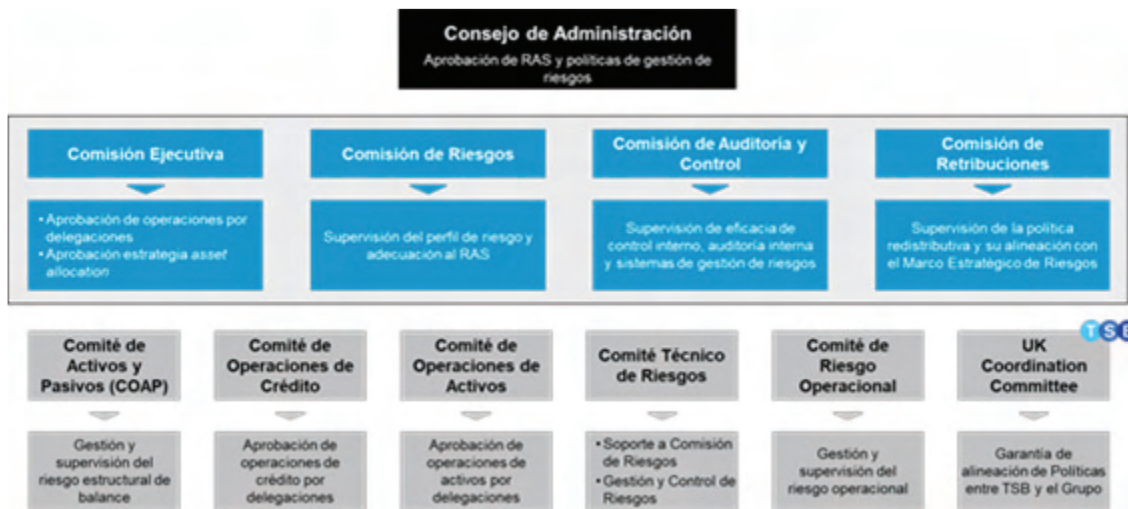 Consejo de Administración
Aprobación de RAS y políticas de gestión de
riesgos
Comisión Ejecutiva
Comisión de Riesgos
Comisión de Auditoría y
Control
Comisión de
Retribuciones
• Aprobación de operaciones por
delegaciones
• Aprobación estrategia asset
allocation
Supervisión del perfil de riesgo y
adecuación al RAS
Supervisión de eficacia de
control interno, auditoría interna
y sistemas de gestión de riesgos
Supervisión de la política
redistributiva y su alineación con
el Marco Estratégico de Riesgos
Comité de
Activos y
Pasivos (COAP)
Comité de
Operaciones de
Crédito
Comité de
Operaciones de
Activos
Comité Técnico
de Riesgos
Comité de
Riesgo
Operacional
TSB
UK
Coordination
Committee
Gestión y
supervisión del
riesgo estructural de
balance
Aprobación de
operaciones de
crédito por
delegaciones
Aprobación de
operaciones de
activos por
delegaciones
• Soporte a Comisión
de Riesgos
• Gestión y Control de
Riesgos
Gestión y
supervisión del
riesgo operacional
Garantía de
alineación de Políticas
entre TSB y el Grupo